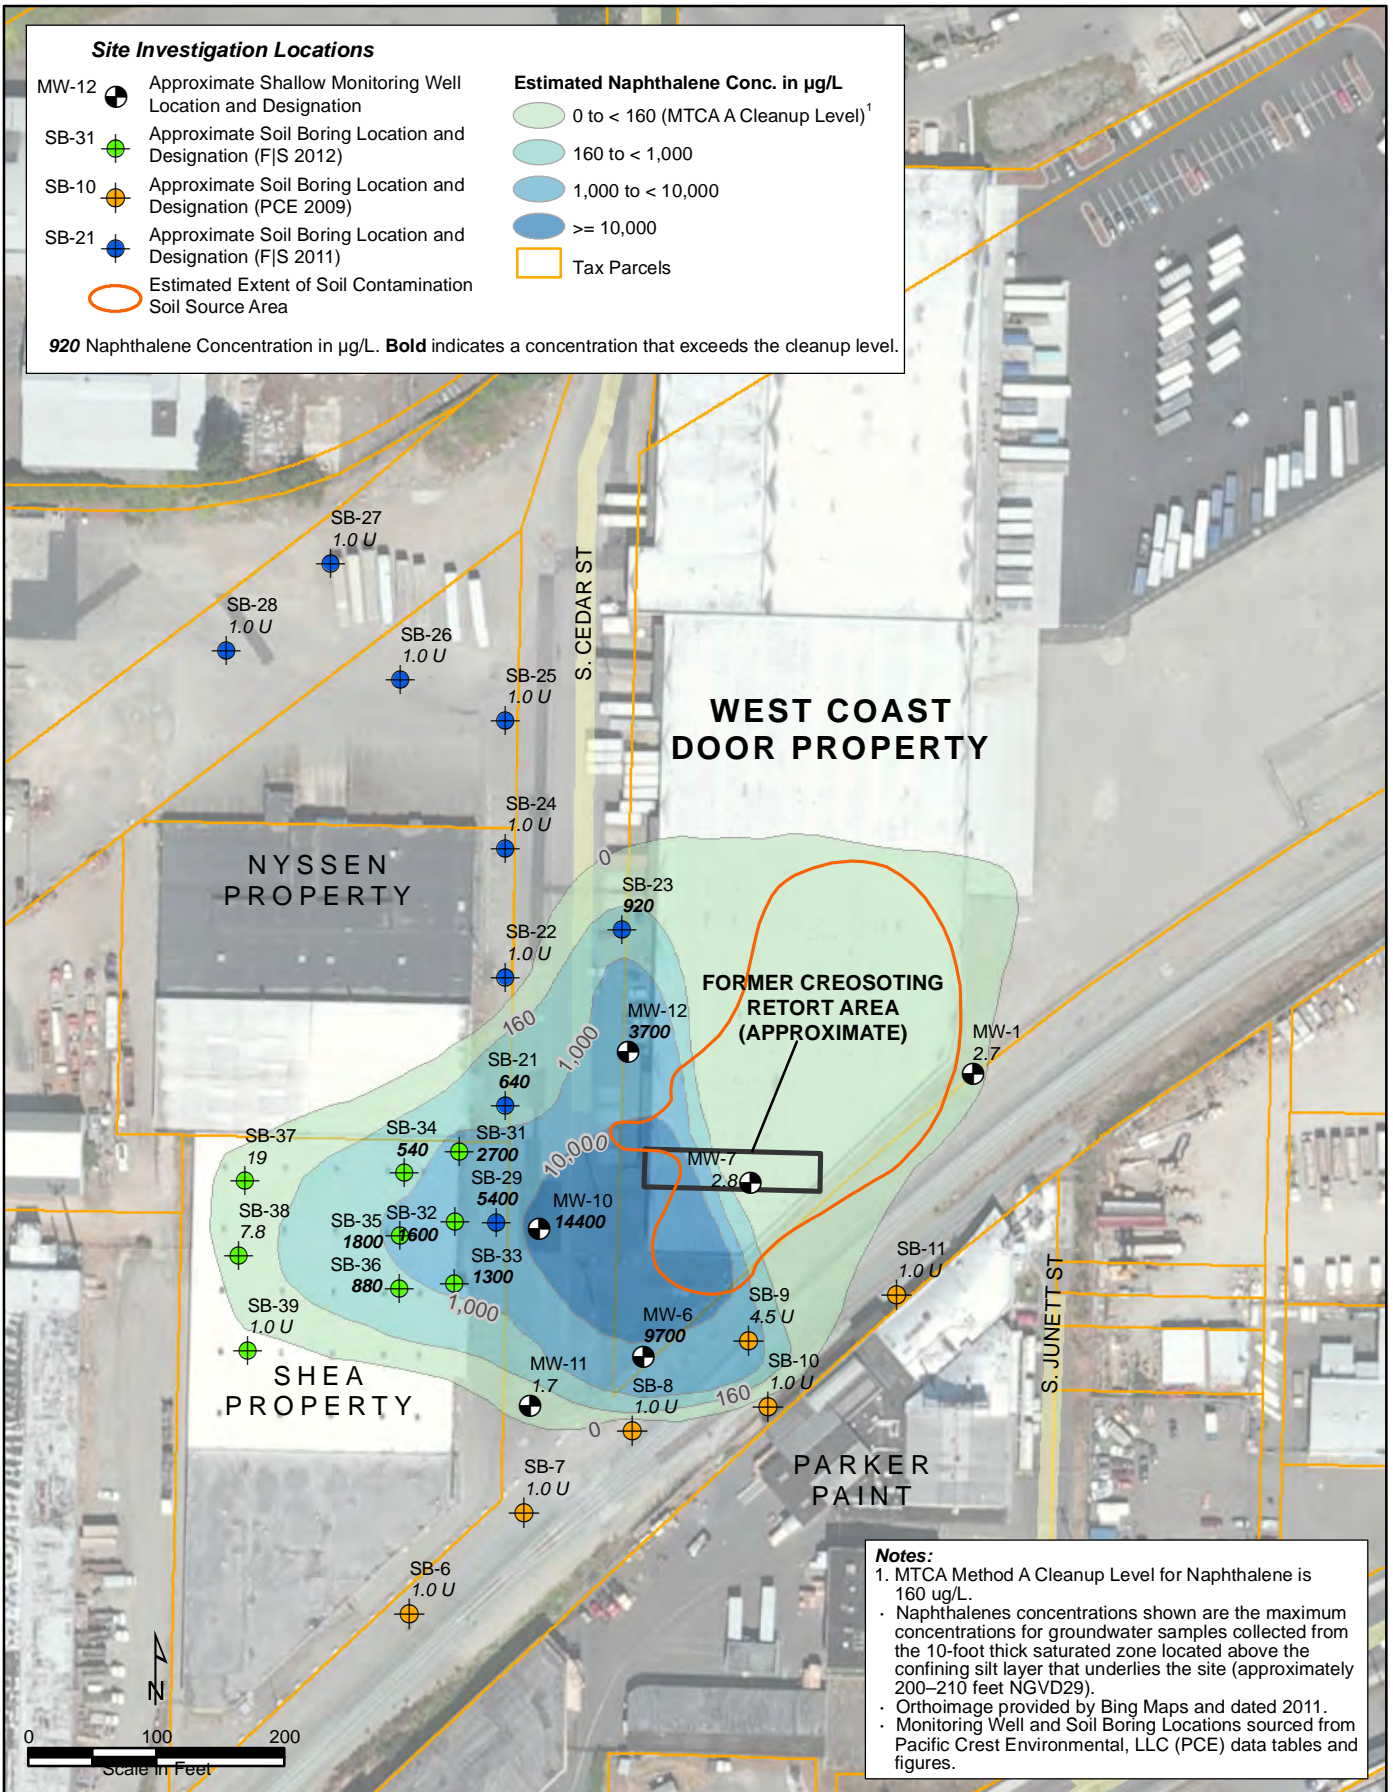 Site Investigation Locations
MW-12
Approximate Shallow Monitoring Well
Location and Designation
SB-31
Approximate Soil Boring Location and
Designation (F|S 2012)
SB-10
Approximate Soil Boring Location and
Designation (PCE 2009)
SB-21
Approximate Soil Boring Location and
Designation (F|S 2011)
Estimated Extent of Soil Contamination
Soil Source Area
Estimated Naphthalene Conc. in µg/L
0 to < 160 (MTCA A Cleanup Level)1
160 to < 1,000
1,000 to < 10,000
>= 10,000
Tax Parcels
920 Naphthalene Concentration in µg/L. Bold indicates a concentration that exceeds the cleanup level.
SB-27
1.0 U
SB-28
1.0 U
SB-26
1.0 U
S. CEDAR ST
SB-25
1.0 U
WEST COAST
DOOR PROPERTY
SB-24
1.0 U
NYSSEN
PROPERTY
0
SB-23
920
SB-22
1.0 U
FORMER CREOSOTING
RETORT AREA
(APPROXIMATE)
160
1,000
MW-12
3700
MW-1
2.7
SB-21
640
SB-37
19
SB-34
540
SB-31
2700
10,000
MW-7
2.8
SB-29
5400
SB-38
7.8
SB-35
1800
SB-32
1600
MW-10
14400
SB-36
880
SB-33
1300
1,000
SB-11
1.0 U
SB-39
1.0 U
SB-9
4.5 U
MW-6
9700
S. JUNETT ST
SHEA
PROPERTY
MW-11
1.7
SB-8
1.0 U
160
SB-10
1.0 U
0
PARKER
PAINT
SB-7
1.0 U
SB-6
1.0 U
N
0
100
200
Scale in Feet
Notes:
1. MTCA Method A Cleanup Level for Naphthalene is
160 ug/L.
· Naphthalenes concentrations shown are the maximum
concentrations for groundwater samples collected from
the 10-foot thick saturated zone located above the
confining silt layer that underlies the site (approximately
200–210 feet NGVD29).
· Orthoimage provided by Bing Maps and dated 2011.
· Monitoring Well and Soil Boring Locations sourced from
Pacific Crest Environmental, LLC (PCE) data tables and
figures.